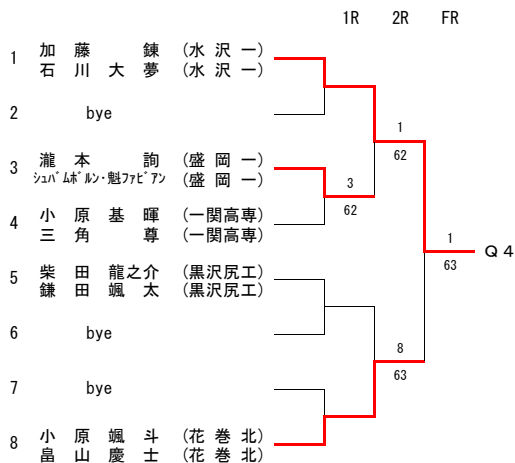 1R 2R FR
1 加藤 錬 (水沢一)
石川大夢 (水沢一)
2 bye
3 瀧本 詢 (盛岡一)
ｼｭﾊﾞﾑﾎﾞﾙﾝ・魁ﾌｧﾋﾞｱﾝ (盛岡一)
4 小原基暉 (一関高専)
三角 尊 (一関高専)
5 柴田龍之介 (黒沢尻工)
鎌田颯太 (黒沢尻工)
6 bye
7 bye
8 小原颯斗 (花巻北)
畠山慶士 (花巻北)
3
62
1
62
8
63
1
63
Q4